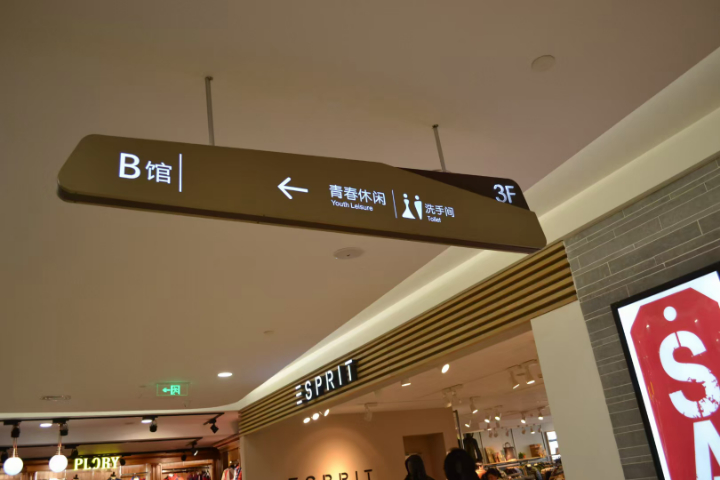 B馆
青春休闲
Youth Leisure
洗手间
Toilet
3F
ESPRIT
ESPRIT
PLORY
SA